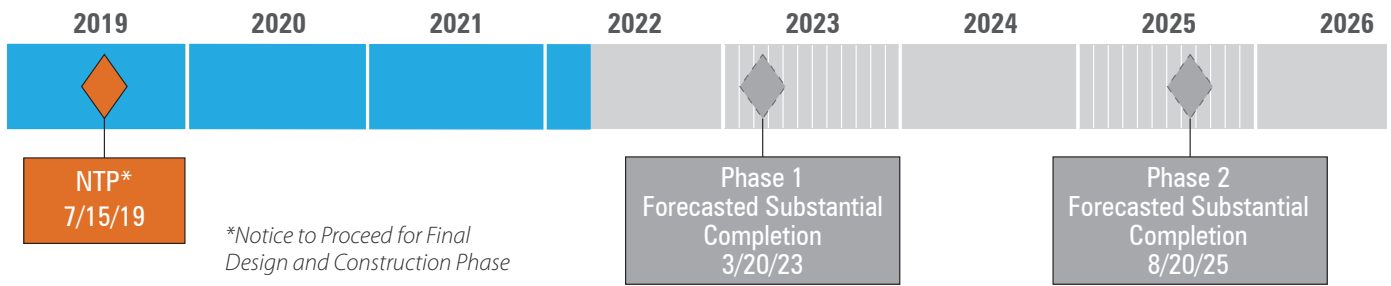 2019 2020 2021 2022 2023 2024 2025 2026
NTP*
7/15/19
*Notice to Proceed for Final
Design and Construction Phase
Phase 1
Forecasted Substantial
Completion
3/20/23
Phase 2
Forecasted Substantial
Completion
8/20/25